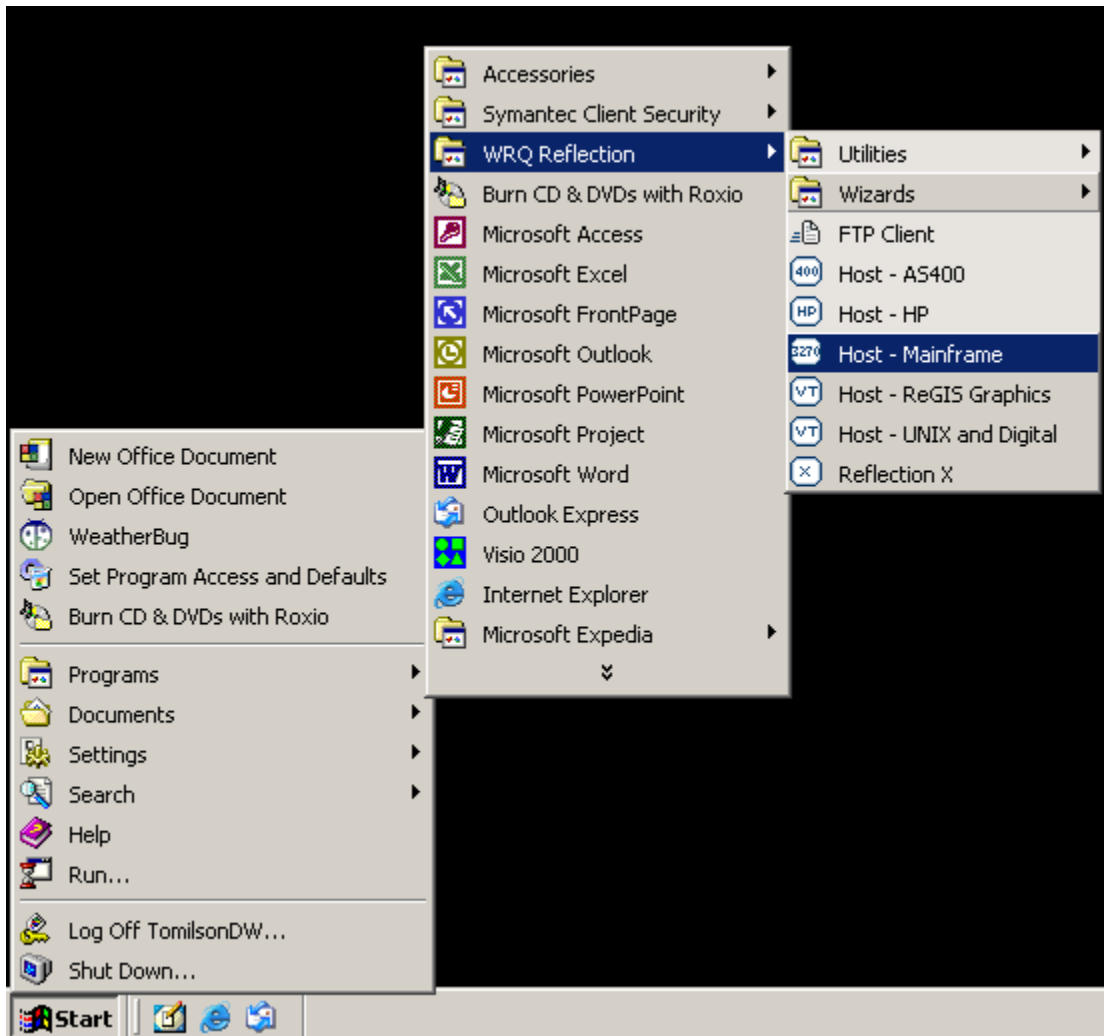 New Office Document
Open Office Document
WeatherBug
Set Program Access and Defaults
Burn CD & DVDs with Roxio
Programs
Documents
Settings
Search
Help
Run...
Log Off TomilsonDW...
Shut Down...
Start
Accessories
Symantec Client Security
WRQ Reflection
Burn CD & DVDs with Roxio
Microsoft Access
Microsoft Excel
Microsoft FrontPage
Microsoft Outlook
Microsoft PowerPoint
Microsoft Project
Microsoft Word
Outlook Express
Visio 2000
Internet Explorer
Microsoft Expedia
Utilities
Wizards
FTP Client
400 Host - AS400
HP Host - HP
3270 Host - Mainframe
VT Host - ReGIS Graphics
VT Host - UNIX and Digital
X Reflection X